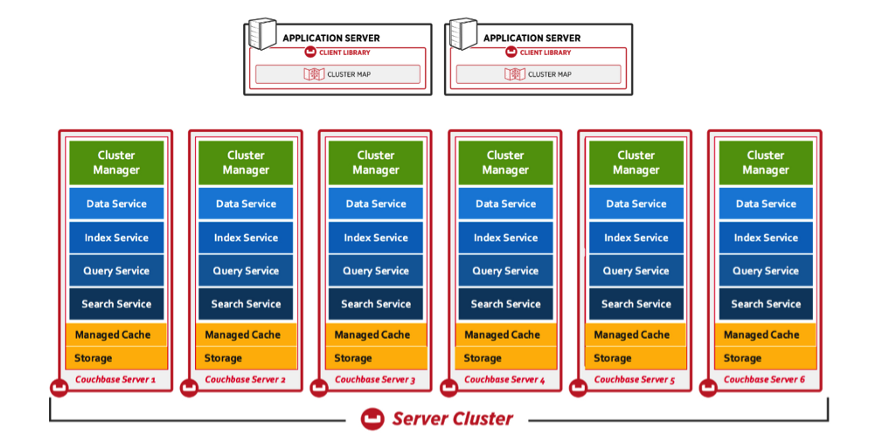 APPLICATION SERVER
CLIENT LIBRARY
CLUSTER MAP
APPLICATION SERVER
CLIENT LIBRARY
CLUSTER MAP
Cluster
Manager
Data Service
Index Service
Query Service
Search Service
Managed Cache
Storage
Couchbase Server 1
Cluster
Manager
Data Service
Index Service
Query Service
Search Service
Managed Cache
Storage
Couchbase Server 2
Cluster
Manager
Data Service
Index Service
Query Service
Search Service
Managed Cache
Storage
Couchbase Server 3
Cluster
Manager
Data Service
Index Service
Query Service
Search Service
Managed Cache
Storage
Couchbase Server 4
Cluster
Manager
Data Service
Index Service
Query Service
Search Service
Managed Cache
Storage
Couchbase Server 5
Cluster
Manager
Data Service
Index Service
Query Service
Search Service
Managed Cache
Storage
Couchbase Server 6
Server Cluster